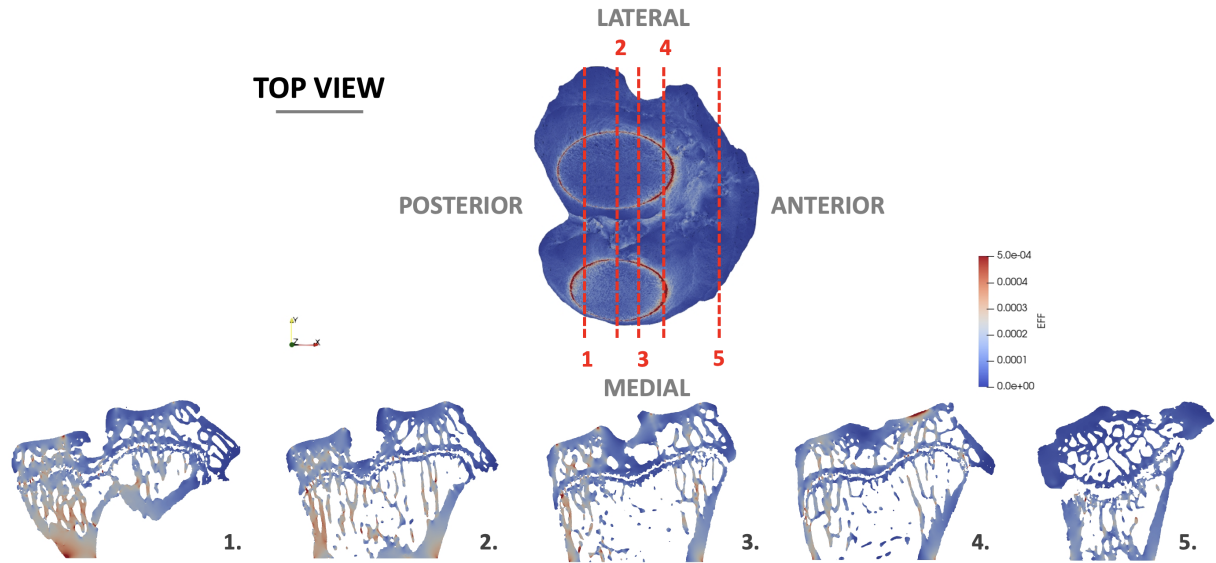 LATERAL
2
4
TOP VIEW
POSTERIOR
ANTERIOR
5.0e-04
0.0004
0.0003
0.0002
0.0001
0.0e+00
EFF
Y
Z
X
1
3
5
MEDIAL
1.
2.
3.
4.
5.